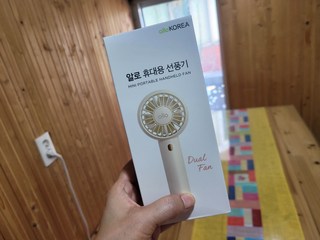 KOREA
말로 휴대용 선풍기
MINI PORTABLE HANDHELD FAN
Dual
Fan